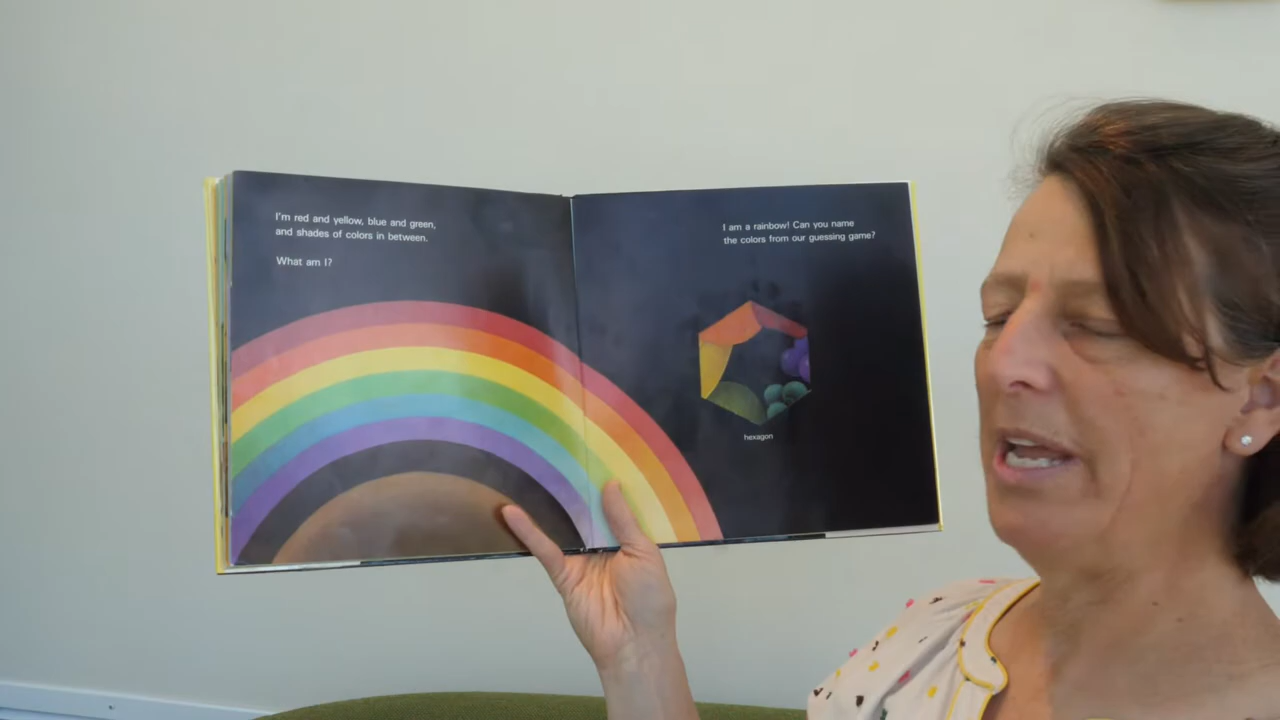 I'm red and yellow, blue and green,
and shades of colors in between.
What am I?
I am a rainbow! Can you name
the colors from our guessing game?
hexagon